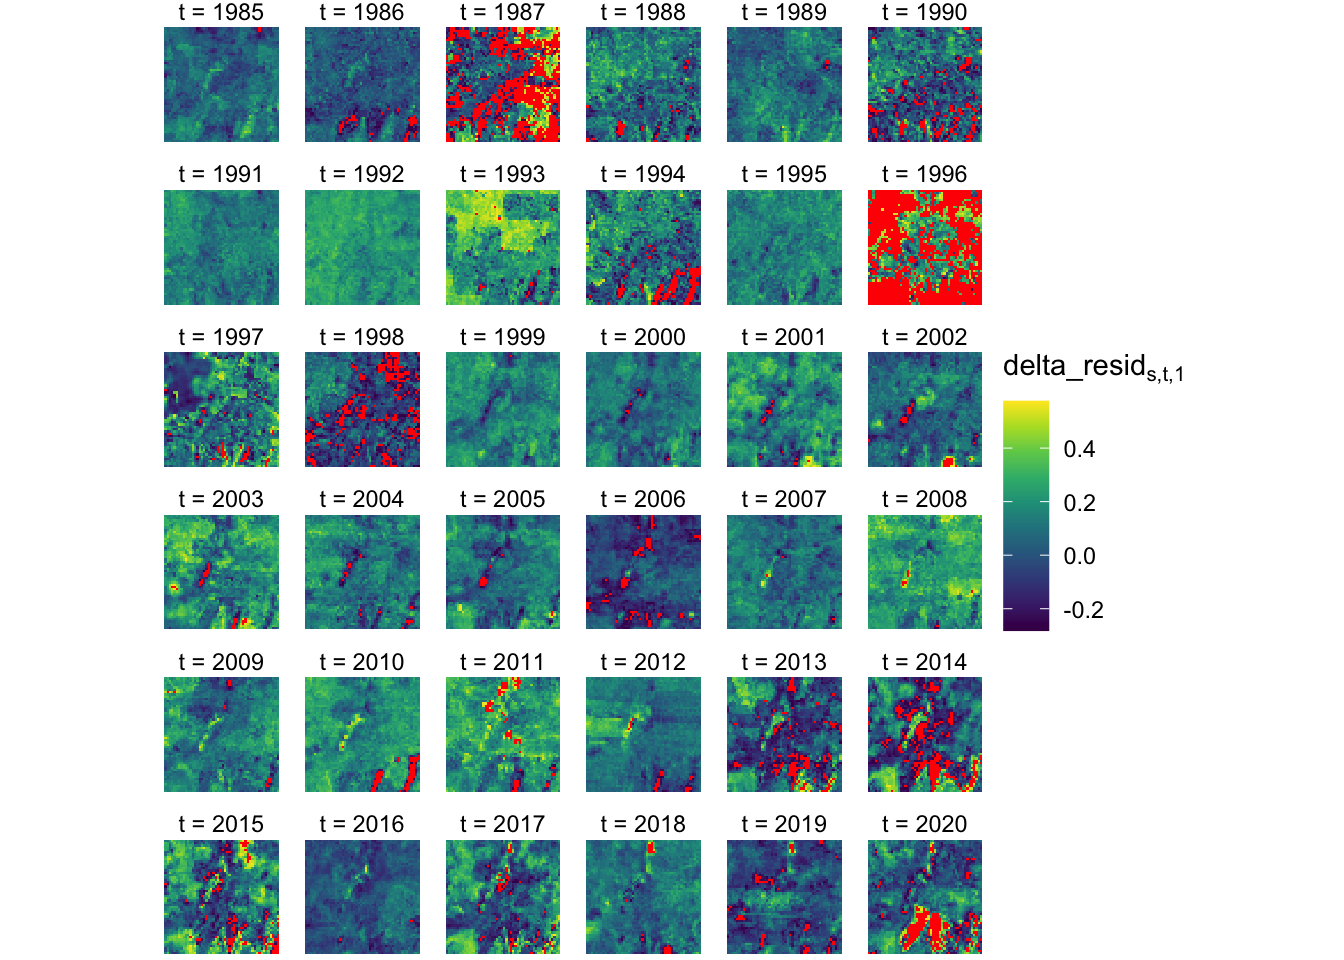 t = 1985 t = 1986 t = 1987 t = 1988 t = 1989 t = 1990
t = 1991 t = 1992 t = 1993 t = 1994 t = 1995 t = 1996
t = 1997 t = 1998 t = 1999 t = 2000 t = 2001 t = 2002
delta_resid s,t,1
0.4
0.2
0.0
-0.2
t = 2003 t = 2004 t = 2005 t = 2006 t = 2007 t = 2008
t = 2009 t = 2010 t = 2011 t = 2012 t = 2013 t = 2014
t = 2015 t = 2016 t = 2017 t = 2018 t = 2019 t = 2020